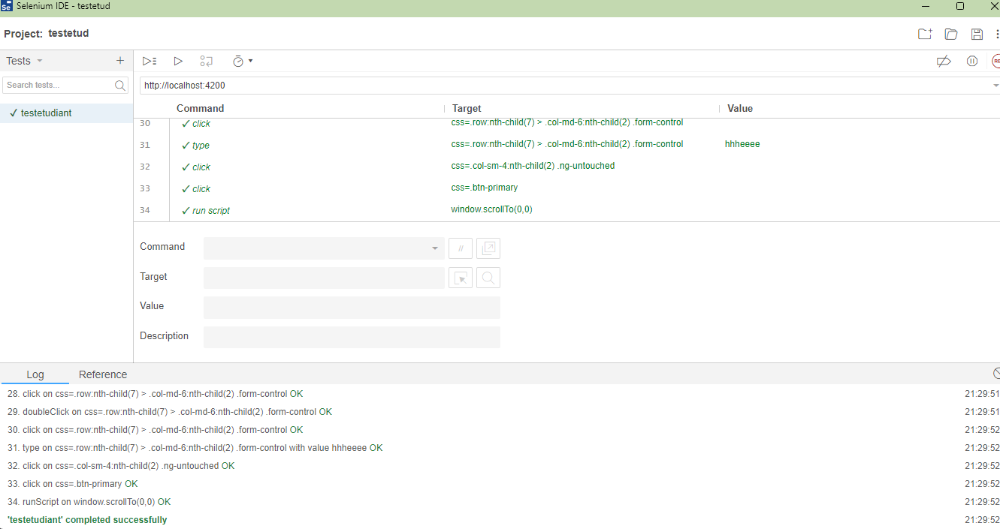 Selenium IDE - testetud
Project: testetud
Tests
Search tests...
http://localhost:4200
Command Target Value
✓ testetudiant
30 ✓ click css=.row:nth-child(7) > .col-md-6:nth-child(2) .form-control
31 ✓ type css=.row:nth-child(7) > .col-md-6:nth-child(2) .form-control hhheeee
32 ✓ click css=.col-sm-4:nth-child(2) .ng-untouched
33 ✓ click css=.btn-primary
34 ✓ run script window.scrollTo(0,0)
Command //
Target
Value
Description
Log Reference
28. click on css=.row:nth-child(7) > .col-md-6:nth-child(2) .form-control OK 21:29:51
29. doubleClick on css=.row:nth-child(7) > .col-md-6:nth-child(2) .form-control OK 21:29:51
30. click on css=.row:nth-child(7) > .col-md-6:nth-child(2) .form-control OK 21:29:52
31. type on css=.row:nth-child(7) > .col-md-6:nth-child(2) .form-control with value hhheeee OK 21:29:52
32. click on css=.col-sm-4:nth-child(2) .ng-untouched OK 21:29:52
33. click on css=.btn-primary OK 21:29:52
34. runScript on window.scrollTo(0,0) OK 21:29:52
'testetudiant' completed successfully 21:29:52